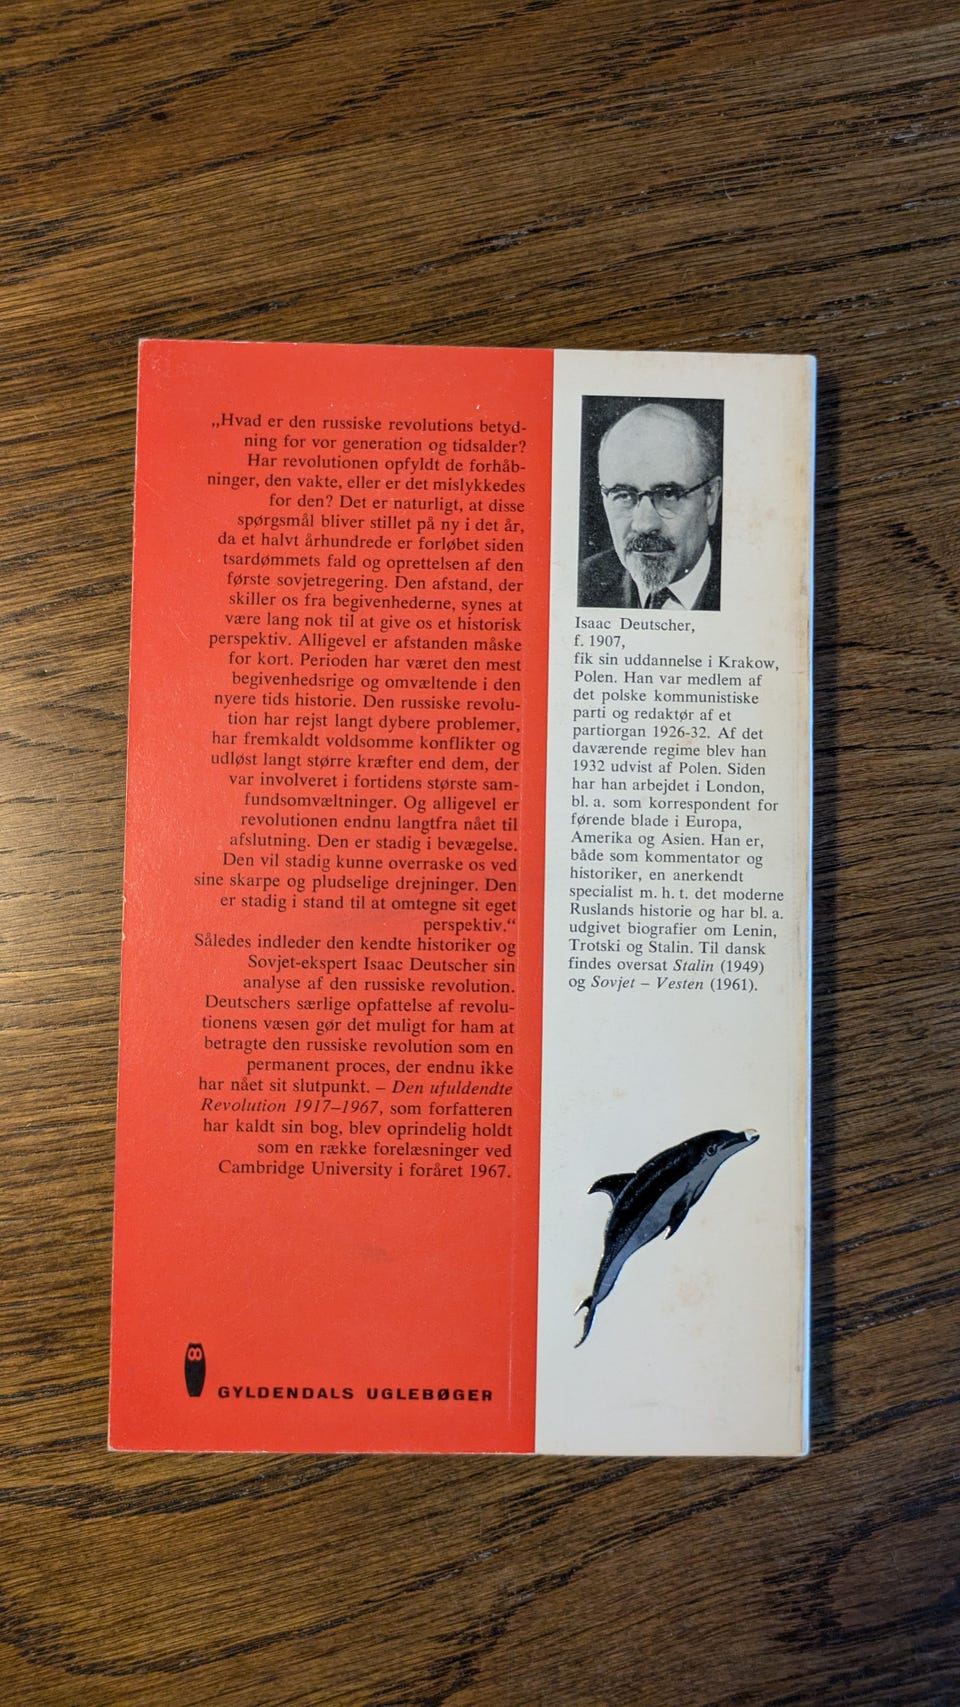 „Hvad er den russiske revolutions betyd-
ning for vor generation og tidsalder?
Har revolutionen opfyldt de forhåb-
ninger, den vakte, eller er det mislykkedes
for den? Det er naturligt, at disse
spørgsmål bliver stillet på ny i det år,
da et halvt århundrede er forløbet siden
tsardømmets fald og oprettelsen af den
første sovjetregering. Den afstand, der
skiller os fra begivenhederne, synes at
være lang nok til at give os et historisk
perspektiv. Alligevel er afstanden måske
for kort. Perioden har været den mest
begivenhedsrige og omvæltende i den
nyere tids historie. Den russiske revolu-
tion har rejst langt dybere problemer,
har fremkaldt voldsomme konflikter og
udløst langt større kræfter end dem, der
var involveret i fortidens største sam-
fundsomvæltninger. Og alligevel er
revolutionen endnu langtfra nået til
afslutning. Den er stadig i bevægelse.
Den vil stadig kunne overraske os ved
sine skarpe og pludselige drejninger. Den
er stadig i stand til at omtegne sit eget
perspektiv.“
Således indleder den kendte historiker og
Sovjet-ekspert Isaac Deutscher sin
analyse af den russiske revolution.
Deutschers særlige opfattelse af revolu-
tionens væsen gør det muligt for ham at
betragte den russiske revolution som en
permanent proces, der endnu ikke
har nået sit slutpunkt. – Den ufuldendte
Revolution 1917–1967, som forfatteren
har kaldt sin bog, blev oprindelig holdt
som en række forelæsninger ved
Cambridge University i foråret 1967.
GYLDENDALS UGLEBØGER
Isaac Deutscher,
f. 1907,
fik sin uddannelse i Krakow,
Polen. Han var medlem af
det polske kommunistiske
parti og redaktør af et
partiorgan 1926-32. Af det
daværende regime blev han
1932 udvist af Polen. Siden
har han arbejdet i London,
bl. a. som korrespondent for
førende blade i Europa,
Amerika og Asien. Han er,
både som kommentator og
historiker, en anerkendt
specialist m. h. t. det moderne
Ruslands historie og har bl. a.
udgivet biografier om Lenin,
Trotski og Stalin. Til dansk
findes oversat Stalin (1949)
og Sovjet – Vesten (1961).